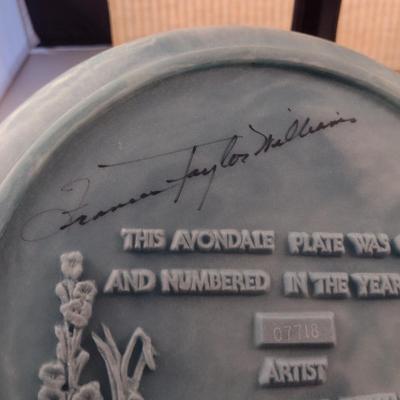 Frances Taylor Williams
THIS AVONDALE PLATE WAS
AND NUMBERED IN THE YEAR
07718
ARTIST